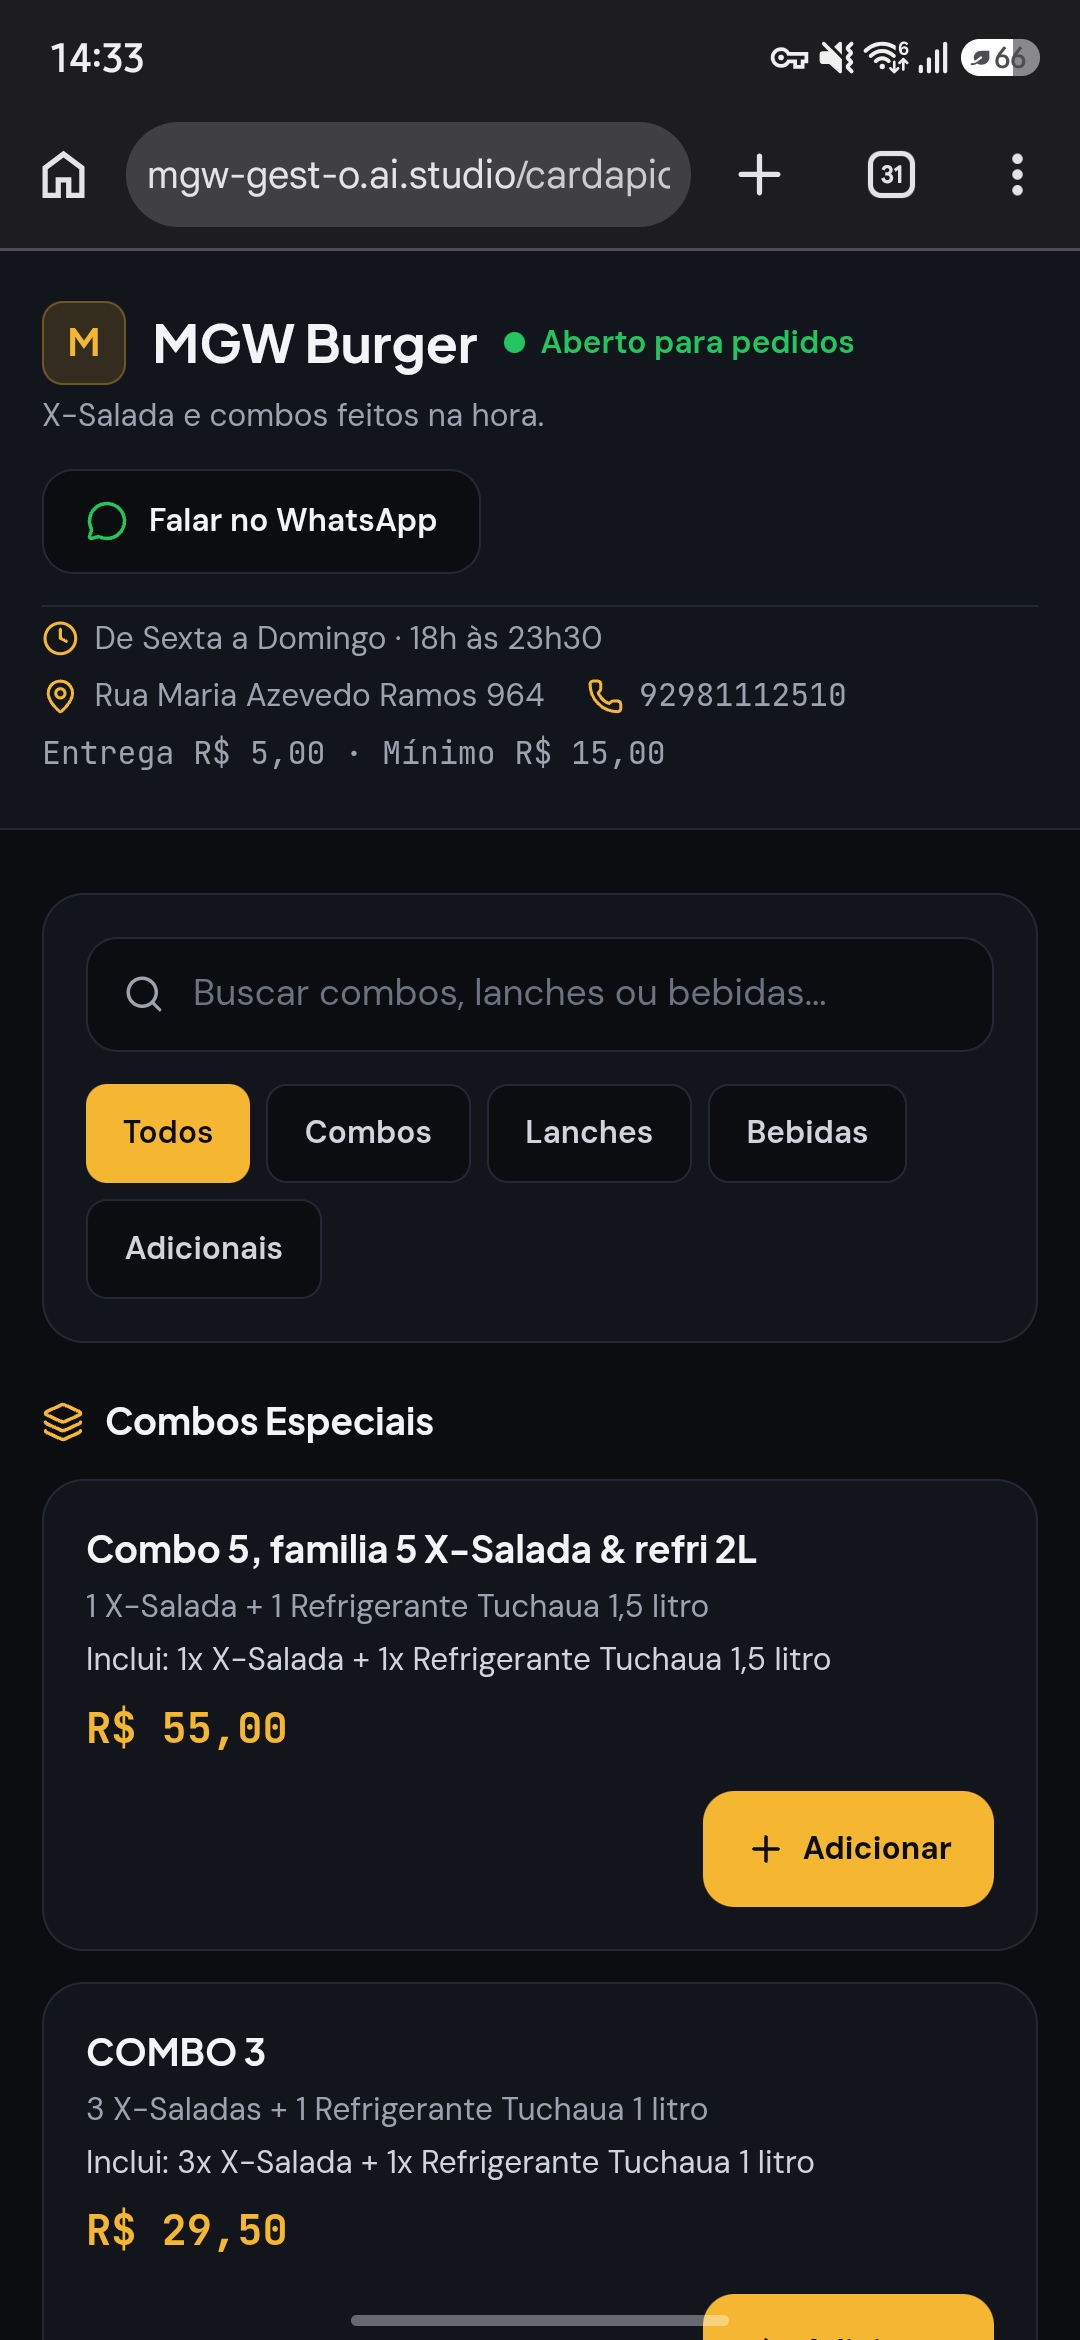 14:33
6
66
mgw-gest-o.ai.studio/cardapio
31
M
MGW Burger
Aberto para pedidos
X-Salada e combos feitos na hora.
Falar no WhatsApp
De Sexta a Domingo · 18h às 23h30
Rua Maria Azevedo Ramos 964 92981112510
Entrega R$ 5,00 · Mínimo R$ 15,00
Buscar combos, lanches ou bebidas...
Todos Combos Lanches Bebidas
Adicionais
Combos Especiais
Combo 5, familia 5 X-Salada & refri 2L
1 X-Salada + 1 Refrigerante Tuchaua 1,5 litro
Inclui: 1x X-Salada + 1x Refrigerante Tuchaua 1,5 litro
R$ 55,00
+ Adicionar
COMBO 3
3 X-Saladas + 1 Refrigerante Tuchaua 1 litro
Inclui: 3x X-Salada + 1x Refrigerante Tuchaua 1 litro
R$ 29,50